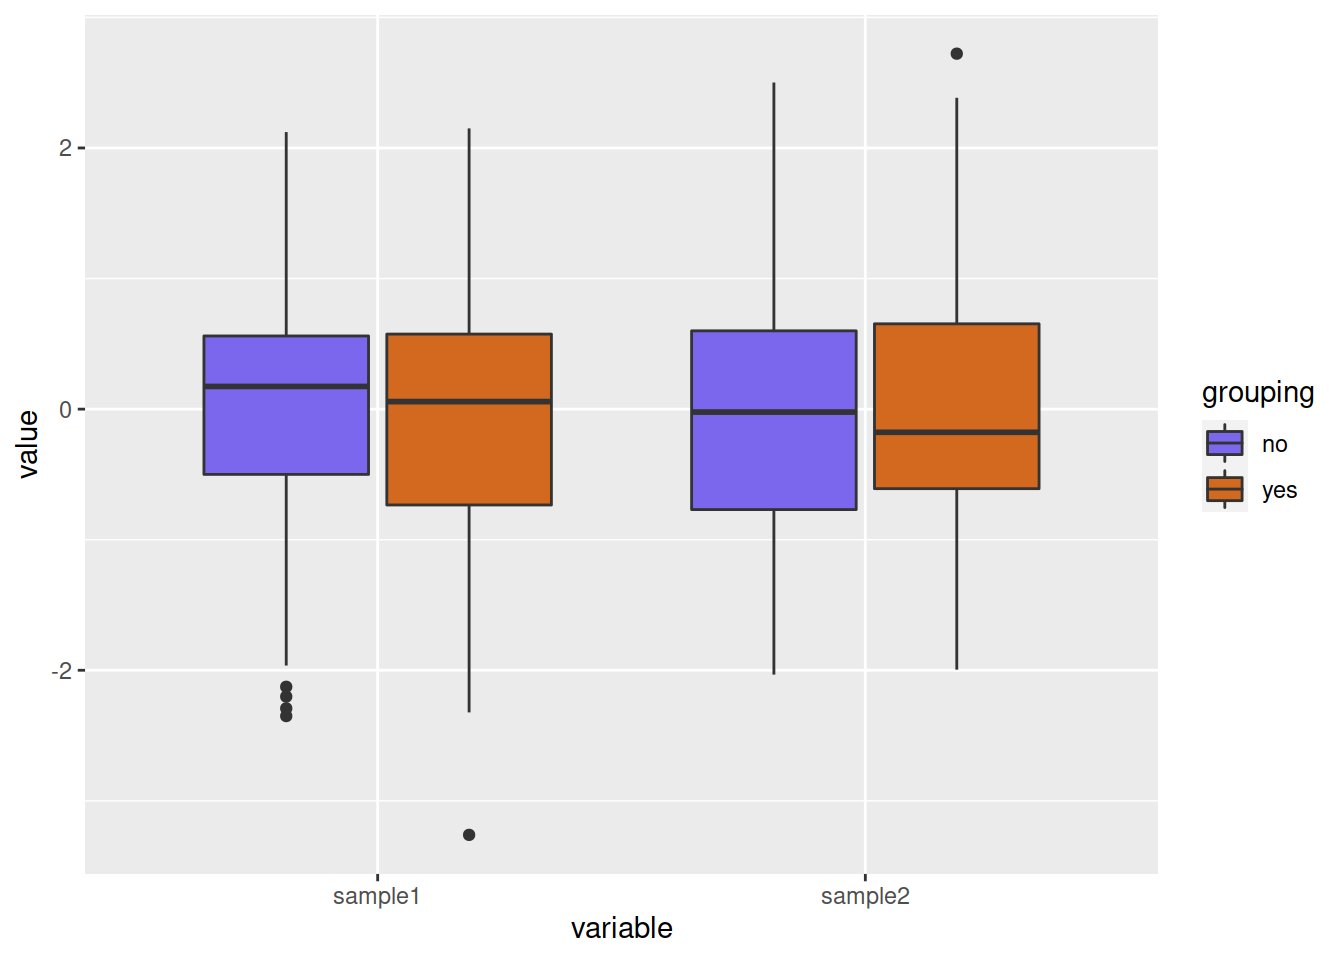 value
2
0
-2
sample1
sample2
variable
grouping
no
yes